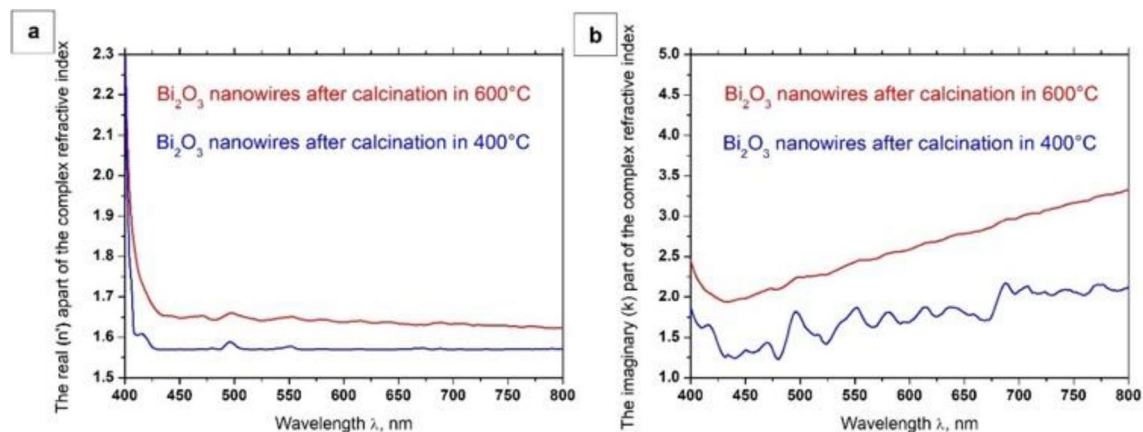 a
The real (n') apart of the complex refractive index
2.3
2.2
2.1
2.0
1.9
1.8
1.7
1.6
1.5
Bi₂O₃ nanowires after calcination in 600°C
Bi₂O₃ nanowires after calcination in 400°C
400 450 500 550 600 650 700 750 800
Wavelength λ, nm
b
The imaginary (k) part of the complex refractive index
5.0
4.5
4.0
3.5
3.0
2.5
2.0
1.5
1.0
Bi₂O₃ nanowires after calcination in 600°C
Bi₂O₃ nanowires after calcination in 400°C
400 450 500 550 600 650 700 750 800
Wavelength λ, nm